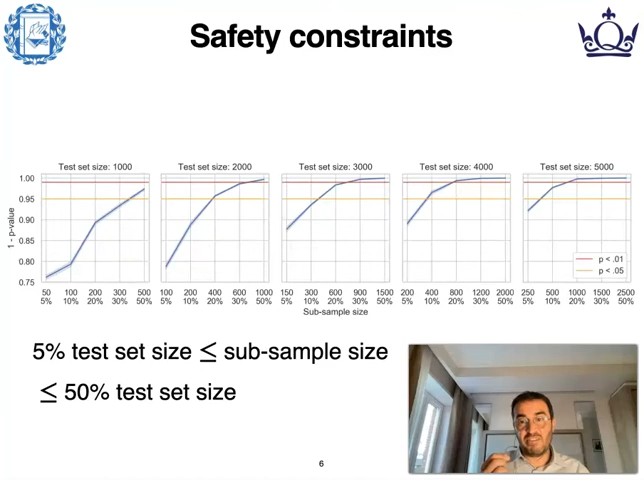 Safety constraints
Test set size: 1000
Test set size: 2000
Test set size: 3000
Test set size: 4000
Test set size: 5000
1 - p-value
1.00
0.95
0.90
0.85
0.80
0.75
50 100 200 300 500
5% 10% 20% 30% 50%
100 200 400 600 1000
5% 10% 20% 30% 50%
150 300 600 900 1500
5% 10% 20% 30% 50%
200 400 800 1200 2000
5% 10% 20% 30% 50%
250 500 1000 1500 2500
5% 10% 20% 30% 50%
p < .01
p < .05
Sub-sample size
5% test set size ≤ sub-sample size
≤ 50% test set size
6